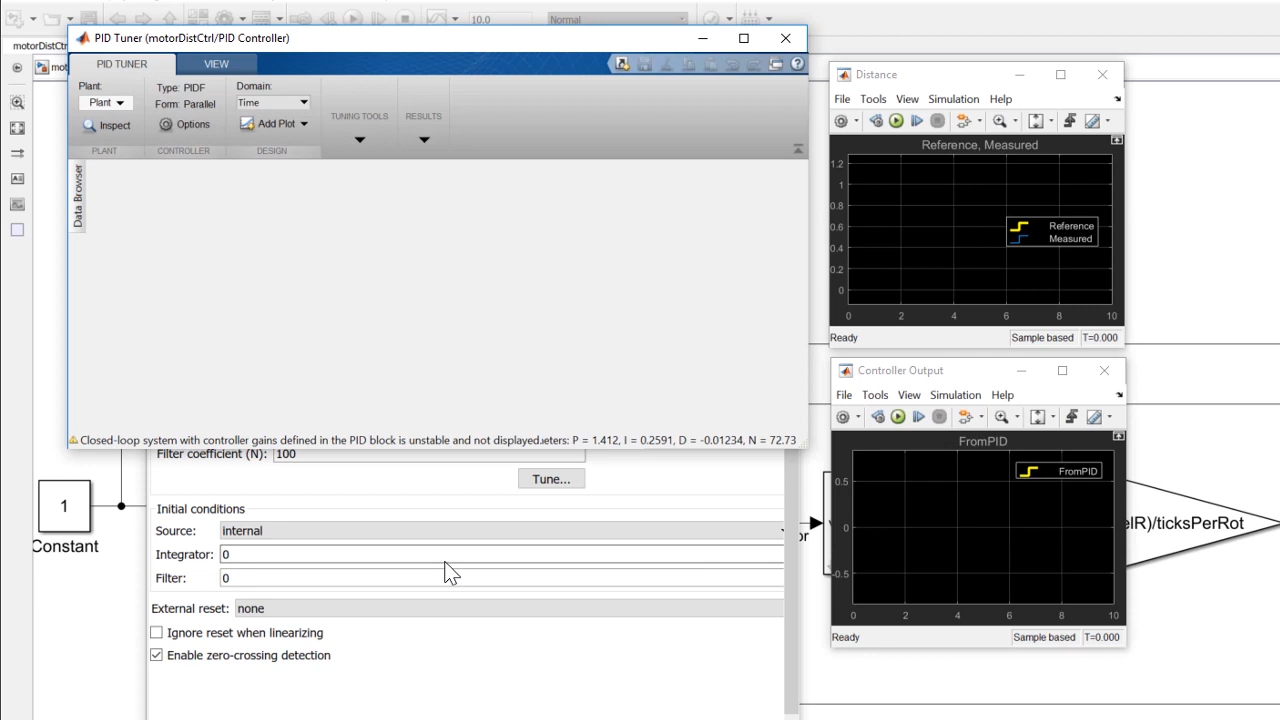 10.0
Normal
motorDistCtr
mot
PID Tuner (motorDistCtrl/PID Controller)
PID TUNER
VIEW
Plant:
Plant
Inspect
PLANT
Type: PIDF
Form: Parallel
Options
CONTROLLER
Domain:
Time
Add Plot
DESIGN
TUNING TOOLS
RESULTS
Data Browser
Closed-loop system with controller gains defined in the PID block is unstable and not displayed.eters: P = 1.412, I = 0.2591, D = -0.01234, N = 72.73
Filter coefficient (N): 100
Tune...
Initial conditions
Source: internal
Integrator: 0
Filter: 0
External reset: none
Ignore reset when linearizing
Enable zero-crossing detection
1
Constant
Distance
File Tools View Simulation Help
Reference, Measured
1.2
1
0.8
0.6
0.4
0.2
0
Reference
Measured
0 2 4 6 8 10
Ready
Sample based T=0.000
Controller Output
File Tools View Simulation Help
FromPID
FromPID
0.5
0
-0.5
0 2 4 6 8 10
Ready
Sample based T=0.000
or
elR)/ticksPerRot